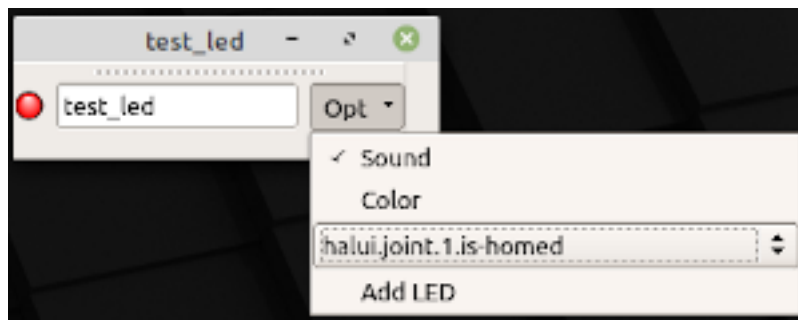 test_led
test_led
Opt
Sound
Color
halui.joint.1.is-homed
Add LED